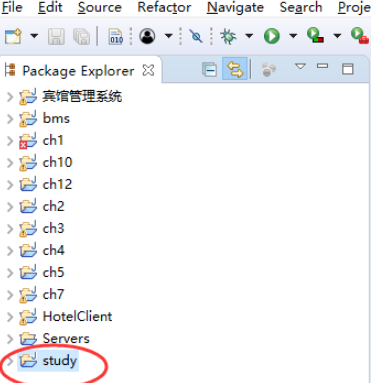 File Edit Source Refactor Navigate Search Proje
Package Explorer
宾馆管理系统
bms
ch1
ch10
ch12
ch2
ch3
ch4
ch5
ch7
HotelClient
Servers
study